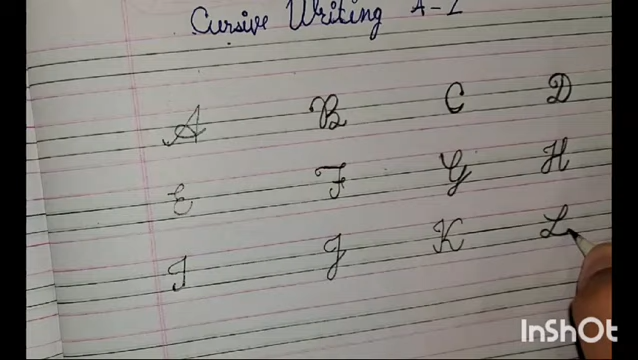 Cursive Writing A-Z
A B C D
E F G H
I J K L
InShOt